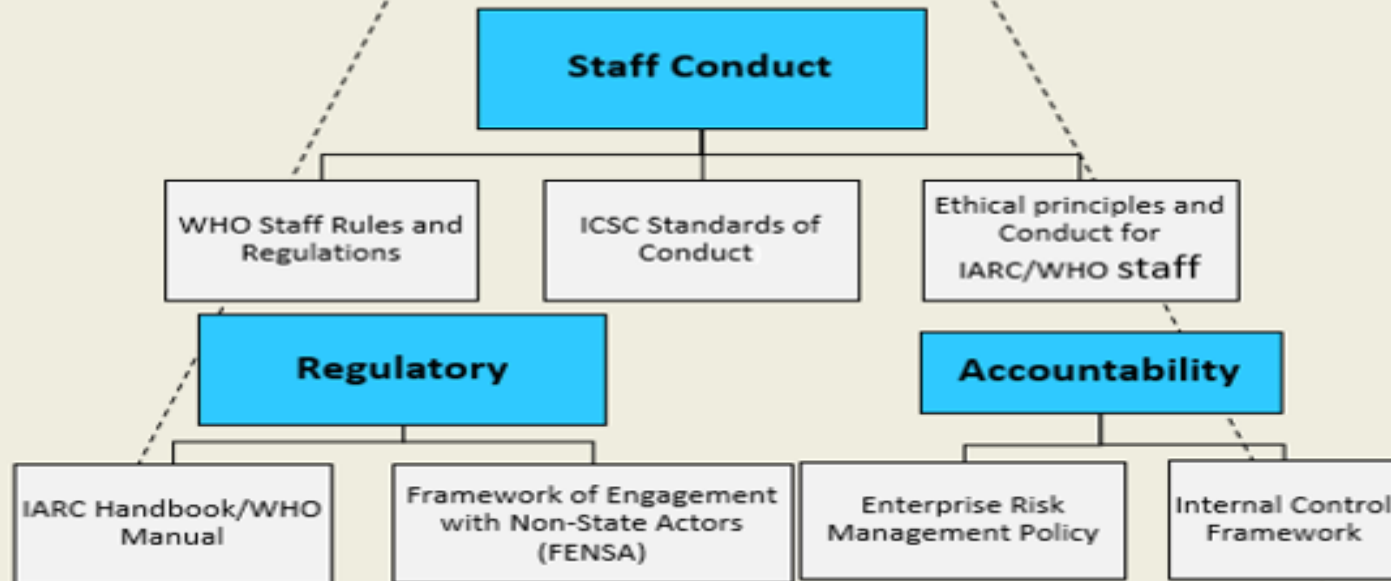 Staff Conduct
WHO Staff Rules and
Regulations
ICSC Standards of
Conduct
Ethical principles and
Conduct for
IARC/WHO staff
Regulatory
Accountability
IARC Handbook/WHO
Manual
Framework of Engagement
with Non-State Actors
(FENSA)
Enterprise Risk
Management Policy
Internal Control
Framework